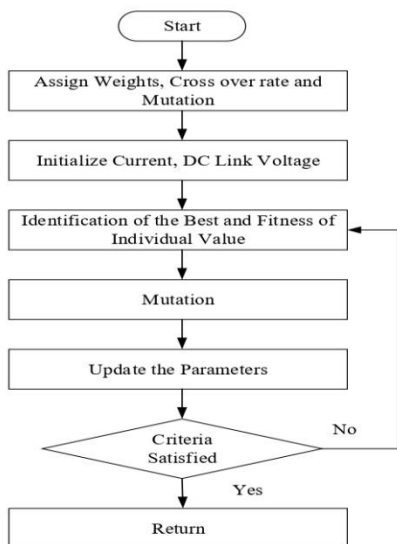 Start
Assign Weights, Cross over rate and
Mutation
Initialize Current, DC Link Voltage
Identification of the Best and Fitness of
Individual Value
Mutation
Update the Parameters
Criteria
Satisfied
No
Yes
Return